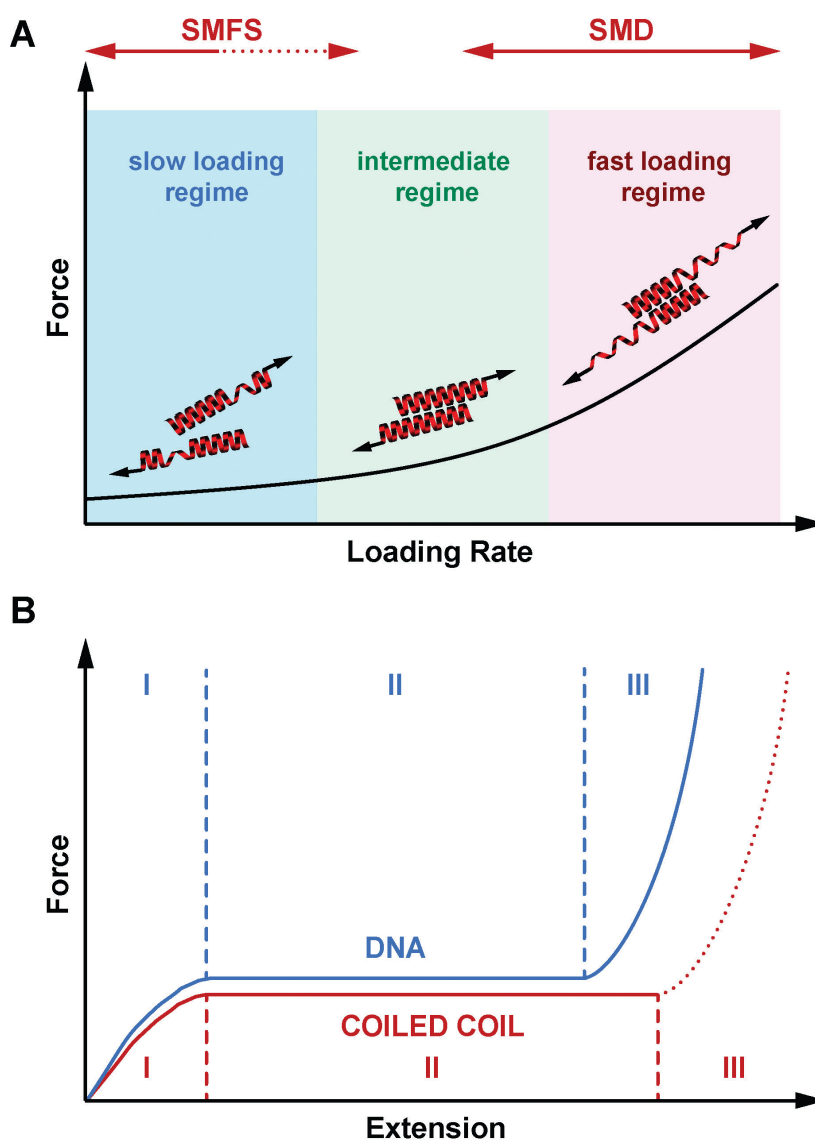 A
SMFS
SMD
slow loading
regime
intermediate
regime
fast loading
regime
Force
Loading Rate
B
I
II
III
Force
DNA
COILED COIL
I
II
III
Extension